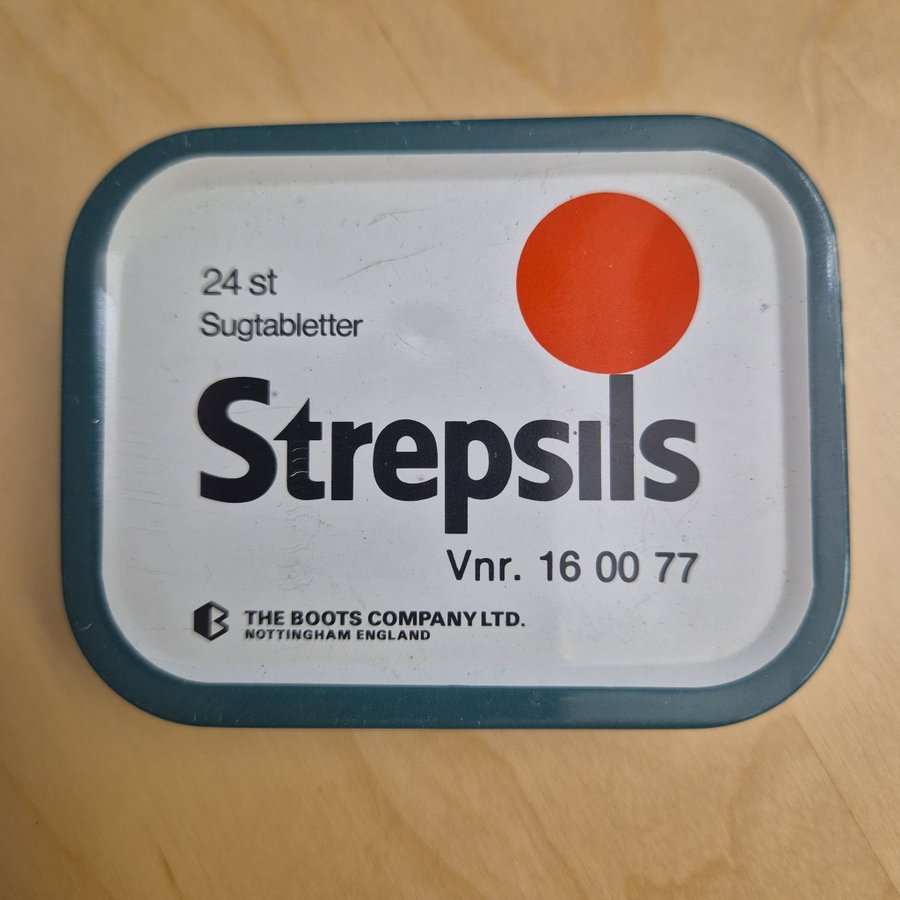 24 st
Sugtabletter
Strepsils
Vnr. 16 00 77
THE BOOTS COMPANY LTD.
NOTTINGHAM ENGLAND